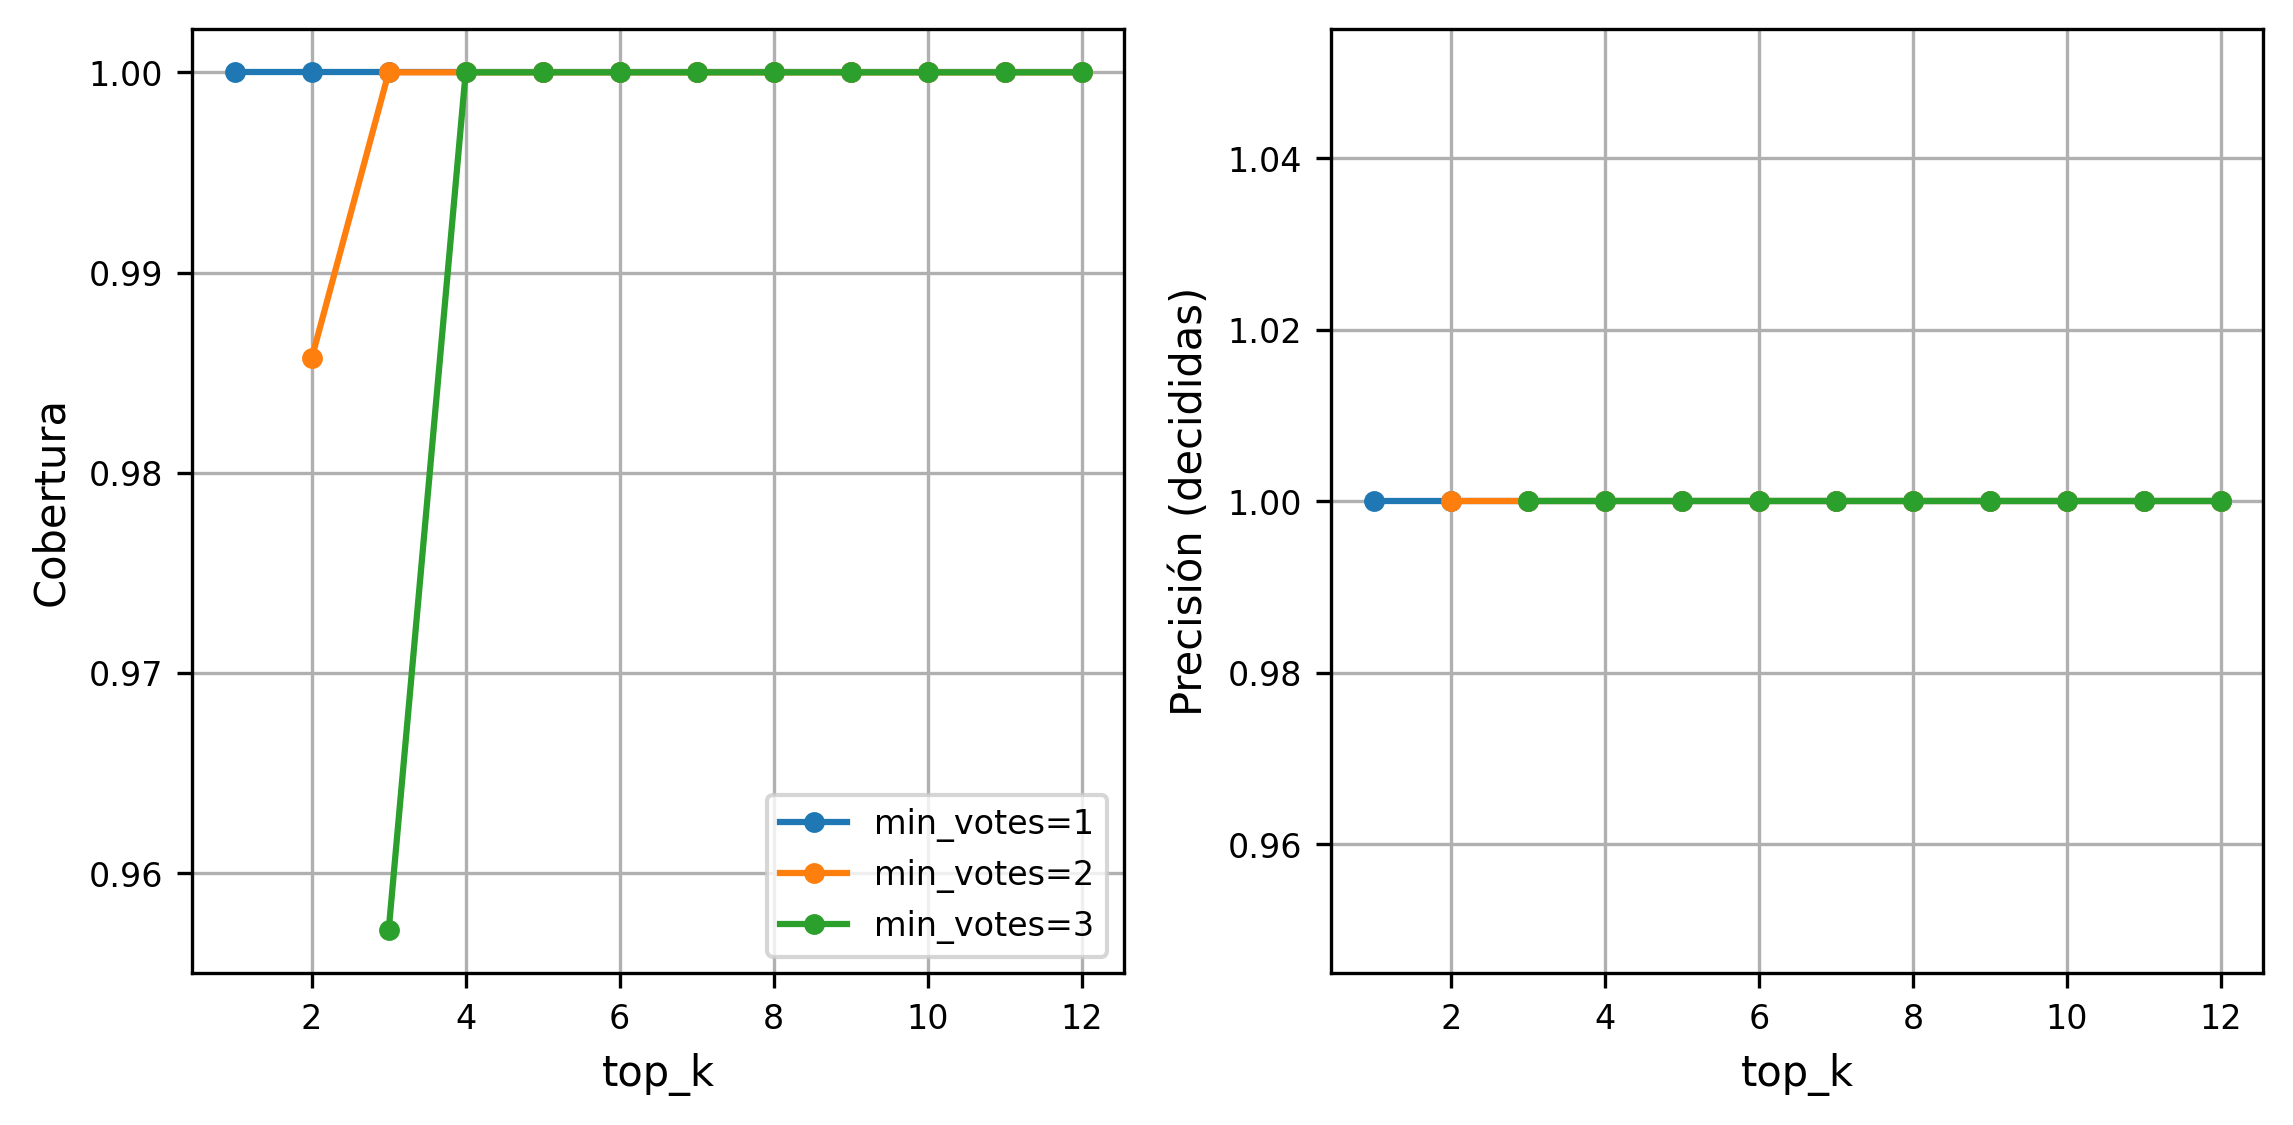 Cobertura
1.00
0.99
0.98
0.97
0.96
2 4 6 8 10 12
top_k
min_votes=1
min_votes=2
min_votes=3
Precisión (decididas)
1.04
1.02
1.00
0.98
0.96
2 4 6 8 10 12
top_k